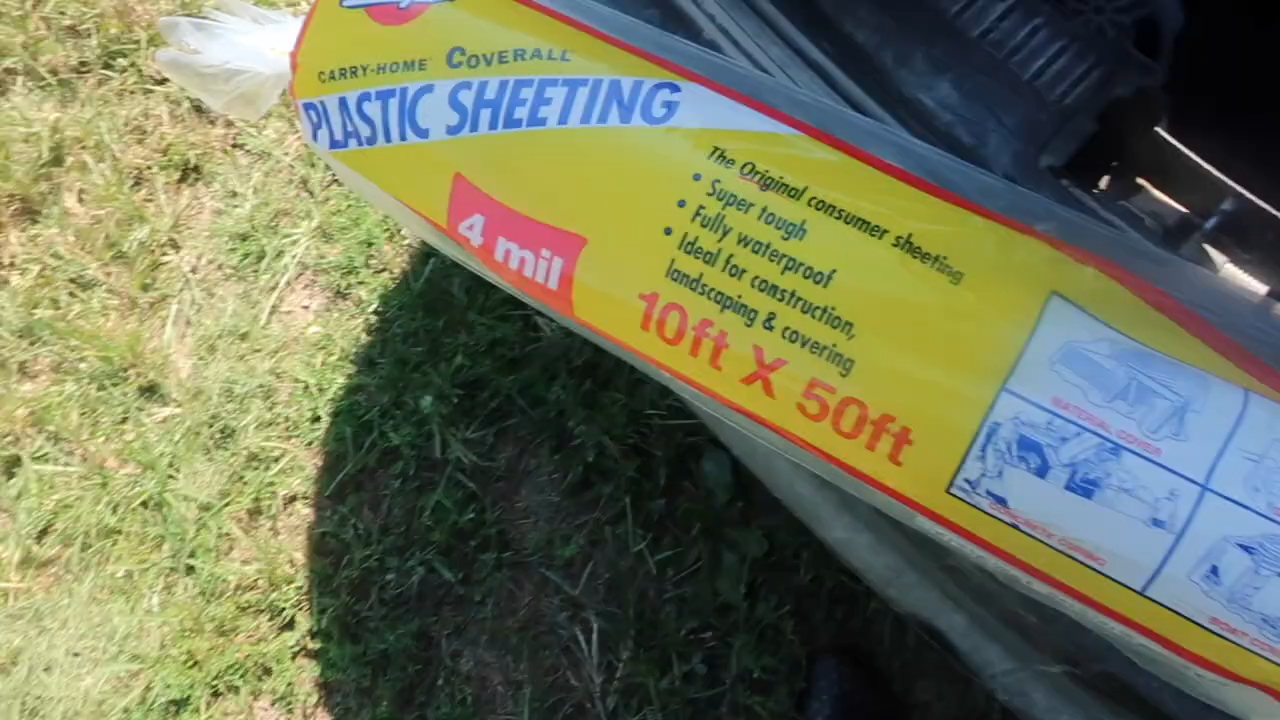 CARRY-HOME COVERALL
PLASTIC SHEETING
4 mil
The Original consumer sheeting
• Super tough
• Fully waterproof
• Ideal for construction,
landscaping & covering
10ft X 50ft
MATERIAL COVER
CONCRETE CURING
BOAT